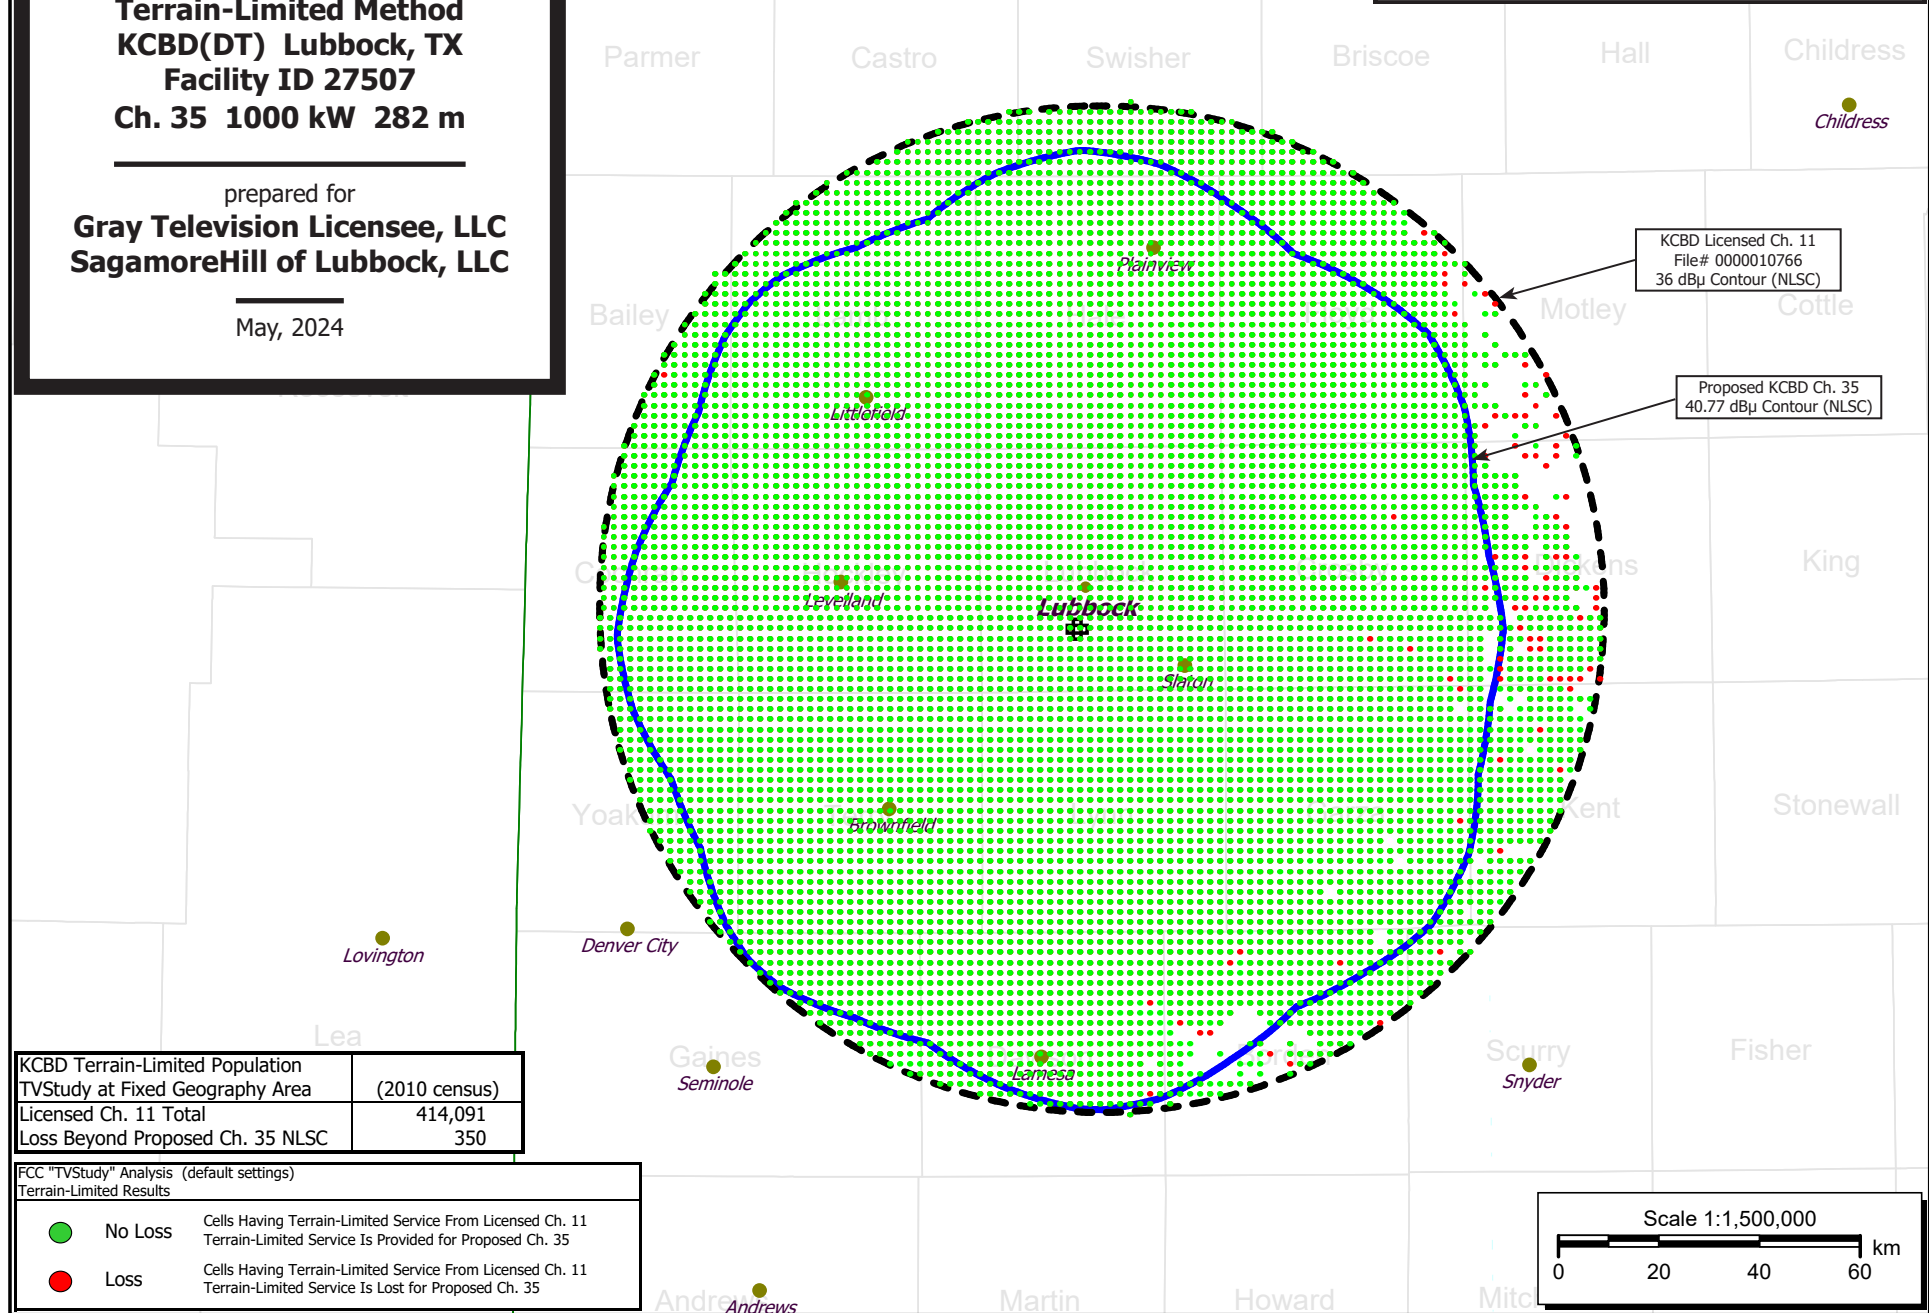 Terrain-Limited Method
KCBD(DT) Lubbock, TX
Facility ID 27507
Ch. 35 1000 kW 282 m
prepared for
Gray Television Licensee, LLC
SagamoreHill of Lubbock, LLC
May, 2024
Parmer
Castro
Swisher
Briscoe
Hall
Childress
Childress
KCBD Licensed Ch. 11
File# 0000010766
36 dBµ Contour (NLSC)
Plainview
Bailey
Motley
Cottle
Proposed KCBD Ch. 35
40.77 dBµ Contour (NLSC)
Littlefield
Dickens
King
Levelland
Lubbock
Slaton
Brownfield
Kent
Stonewall
Lovington
Denver City
Lea
Gaines
Seminole
Lamesa
Scurry
Snyder
Fisher
KCBD Terrain-Limited Population
TVStudy at Fixed Geography Area (2010 census)
Licensed Ch. 11 Total 414,091
Loss Beyond Proposed Ch. 35 NLSC 350
FCC "TVStudy" Analysis (default settings)
Terrain-Limited Results
No Loss
Cells Having Terrain-Limited Service From Licensed Ch. 11
Terrain-Limited Service Is Provided for Proposed Ch. 35
Loss
Cells Having Terrain-Limited Service From Licensed Ch. 11
Terrain-Limited Service Is Lost for Proposed Ch. 35
Andrews
Andrews
Martin
Howard
Scale 1:1,500,000
km
0 20 40 60